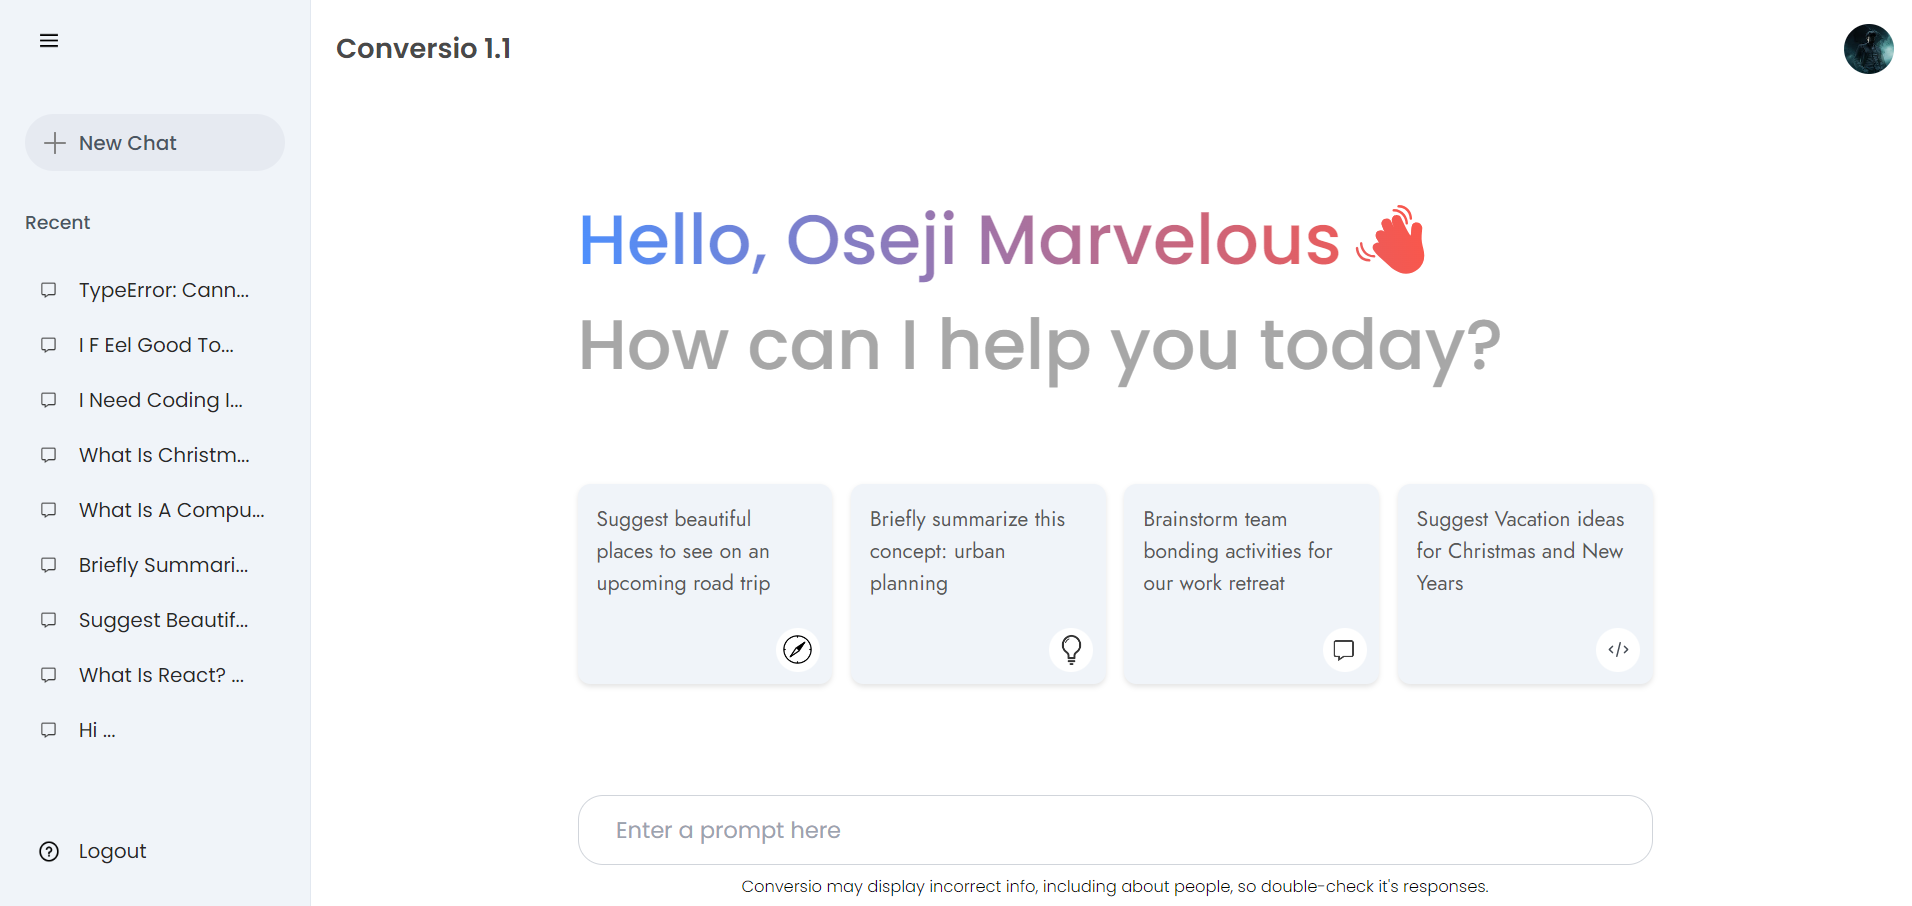 Conversio 1.1
New Chat
Recent
TypeError: Cann...
I F Eel Good To...
I Need Coding I...
What Is Christm...
What Is A Compu...
Briefly Summari...
Suggest Beautif...
What Is React? ...
Hi ...
Logout
Hello, Oseji Marvelous
How can I help you today?
Suggest beautiful
places to see on an
upcoming road trip
Briefly summarize this
concept: urban
planning
Brainstorm team
bonding activities for
our work retreat
Suggest Vacation ideas
for Christmas and New
Years
Enter a prompt here
Conversio may display incorrect info, including about people, so double-check it's responses.